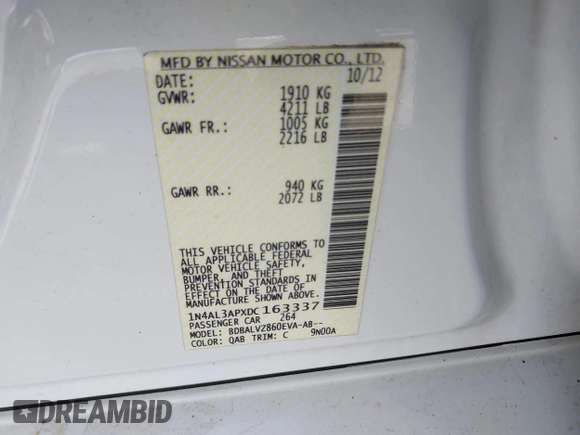 MFD BY NISSAN MOTOR CO., LTD.
DATE: 10/12
GVWR: 1910 KG
4211 LB
GAWR FR.: 1005 KG
2216 LB
GAWR RR.: 940 KG
2072 LB
THIS VEHICLE CONFORMS TO
ALL APPLICABLE FEDERAL
MOTOR VEHICLE SAFETY,
BUMPER, AND THEFT
PREVENTION STANDARDS IN
EFFECT ON THE DATE OF
MANUFACTURE SHOWN ABOVE.
1N4AL3APXDC163337
PASSENGER CAR 264
MODEL: BDBALVZ860EVA-AB--
COLOR: QAB TRIM: C 9N00A
DREAMBID